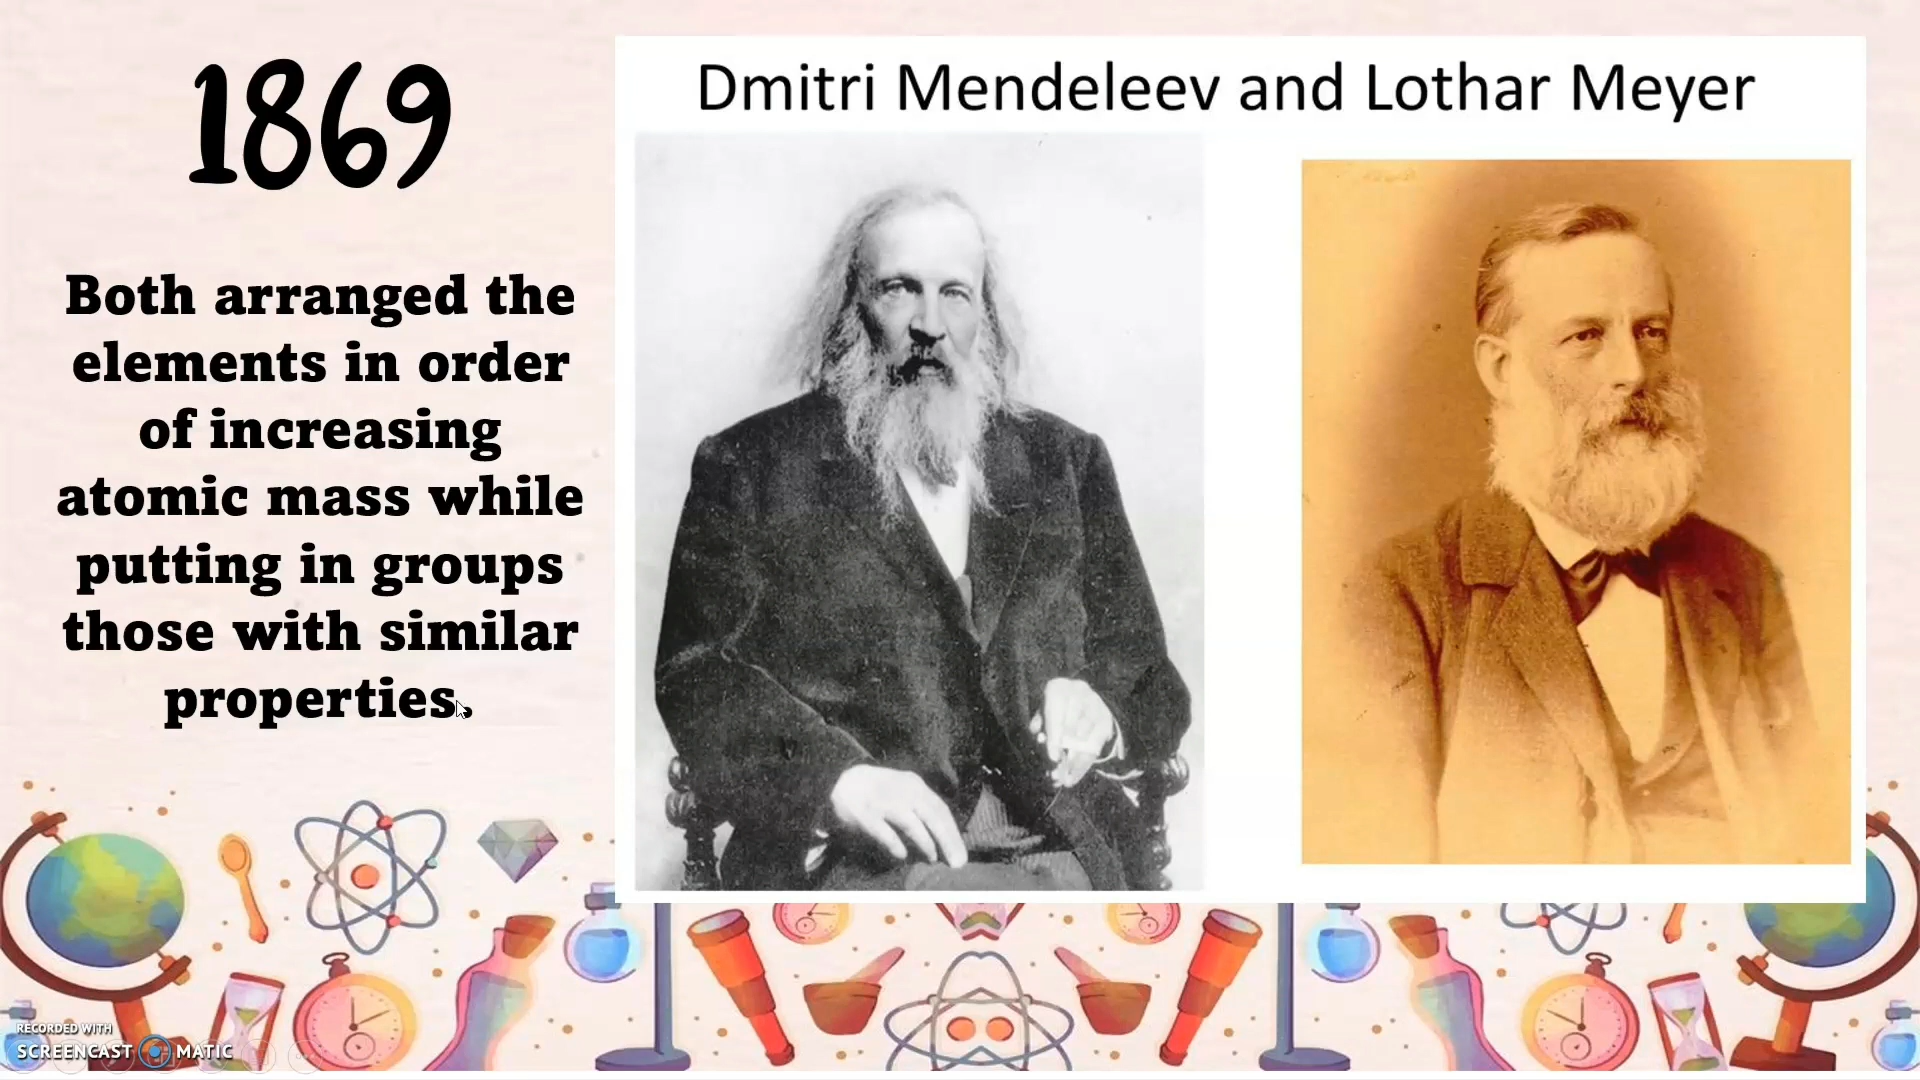 1869
Dmitri Mendeleev and Lothar Meyer
Both arranged the
elements in order
of increasing
atomic mass while
putting in groups
those with similar
properties.
RECORDED WITH
SCREENCAST MATIC